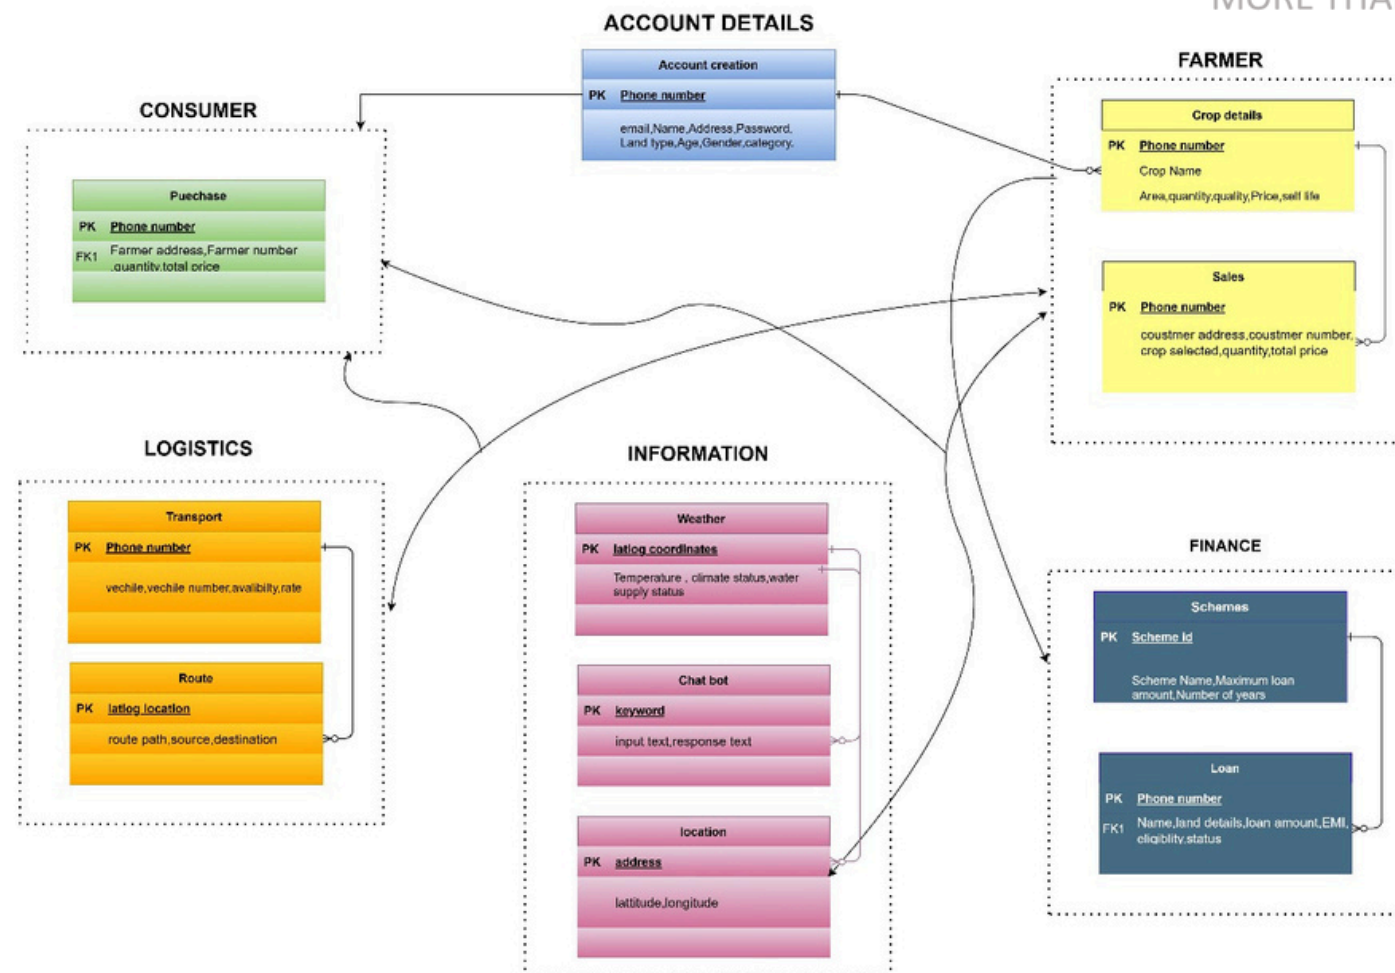 MORE THA
ACCOUNT DETAILS
Account creation
PK Phone number
email,Name,Address,Password,
Land type,Age,Gender,category.
CONSUMER
Puechase
PK Phone number
FK1 Farmer address,Farmer number
,quantity,total price
FARMER
Crop details
PK Phone number
Crop Name
Area,quantity,quality,Price,self life
Sales
PK Phone number
coustmer address,coustmer number,
crop selected,quantity,total price
LOGISTICS
Transport
PK Phone number
vechile,vechile number,avalibilty,rate
Route
PK latlog location
route path,source,destination
INFORMATION
Weather
PK latlog coordinates
Temperature , climate status,water
supply status
Chat bot
PK keyword
input text,response text
location
PK address
lattitude,longitude
FINANCE
Schemes
PK Scheme Id
Scheme Name,Maximum loan
amount,Number of years
Loan
PK Phone number
FK1 Name,land details,loan amount,EMI,
eligiblity,status